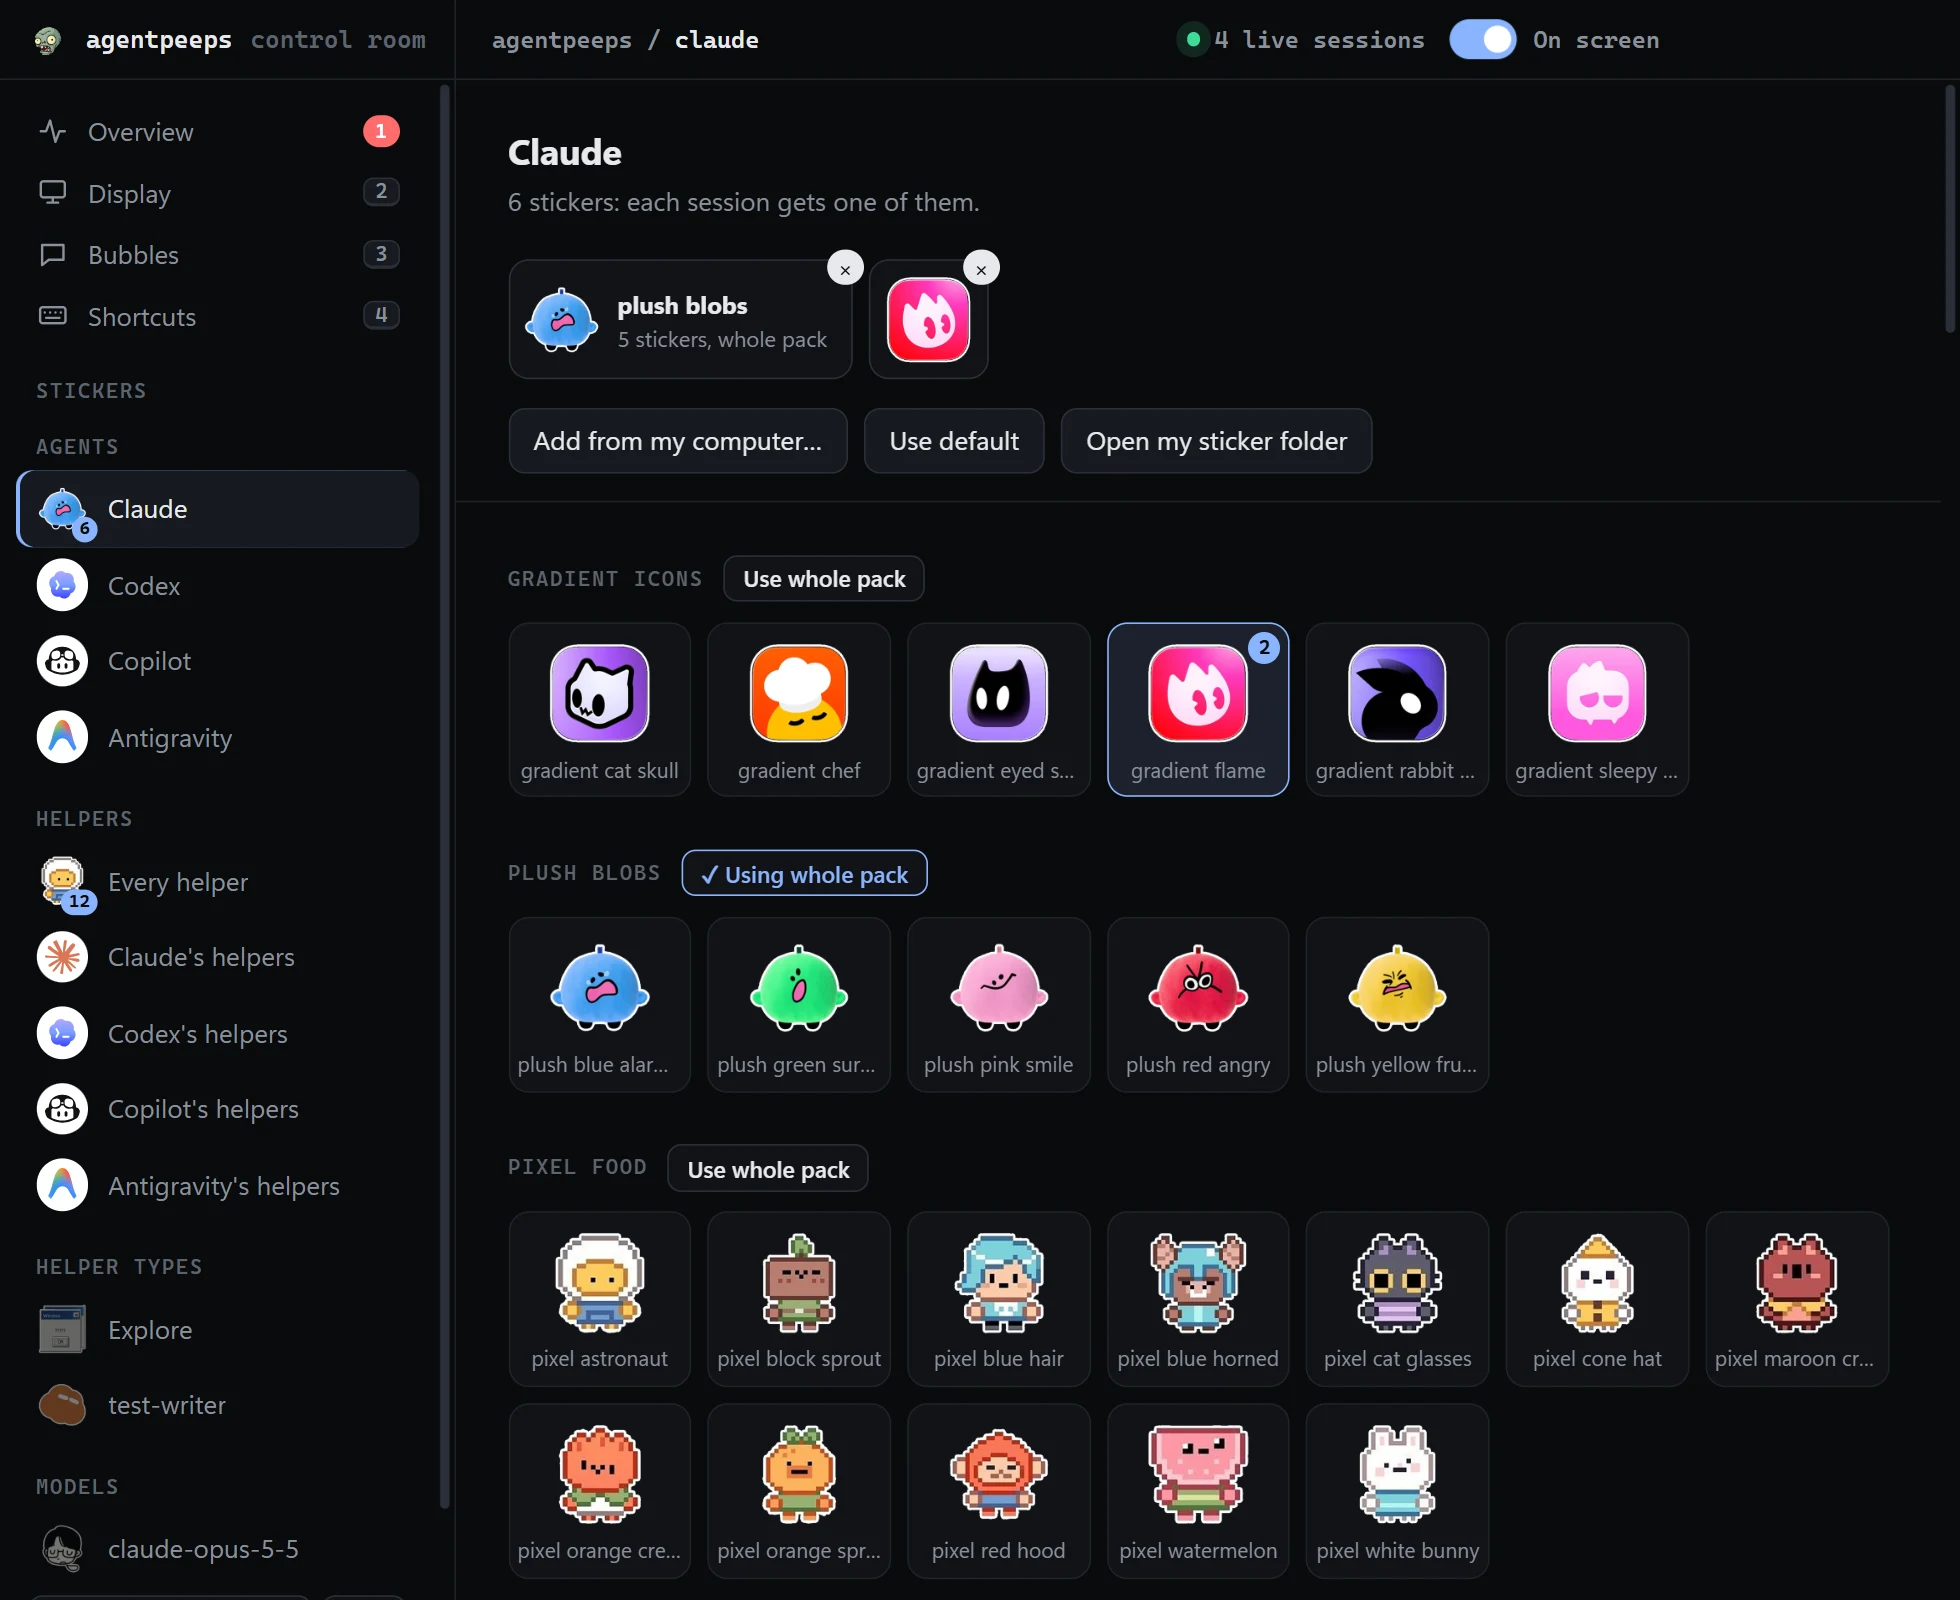 agentpeeps control room
agentpeeps / claude
4 live sessions
On screen
Overview
1
Display
2
Bubbles
3
Shortcuts
4
STICKERS
AGENTS
6
Claude
Codex
Copilot
Antigravity
HELPERS
12
Every helper
Claude's helpers
Codex's helpers
Copilot's helpers
Antigravity's helpers
HELPER TYPES
Explore
test-writer
MODELS
claude-opus-5-5
Claude
6 stickers: each session gets one of them.
plush blobs
5 stickers, whole pack
×
×
Add from my computer...
Use default
Open my sticker folder
GRADIENT ICONS
Use whole pack
2
gradient cat skull
gradient chef
gradient eyed s...
gradient flame
gradient rabbit ...
gradient sleepy ...
PLUSH BLOBS
✓ Using whole pack
plush blue alar...
plush green sur...
plush pink smile
plush red angry
plush yellow fru...
PIXEL FOOD
Use whole pack
pixel astronaut
pixel block sprout
pixel blue hair
pixel blue horned
pixel cat glasses
pixel cone hat
pixel maroon cr...
pixel orange cre...
pixel orange spr...
pixel red hood
pixel watermelon
pixel white bunny